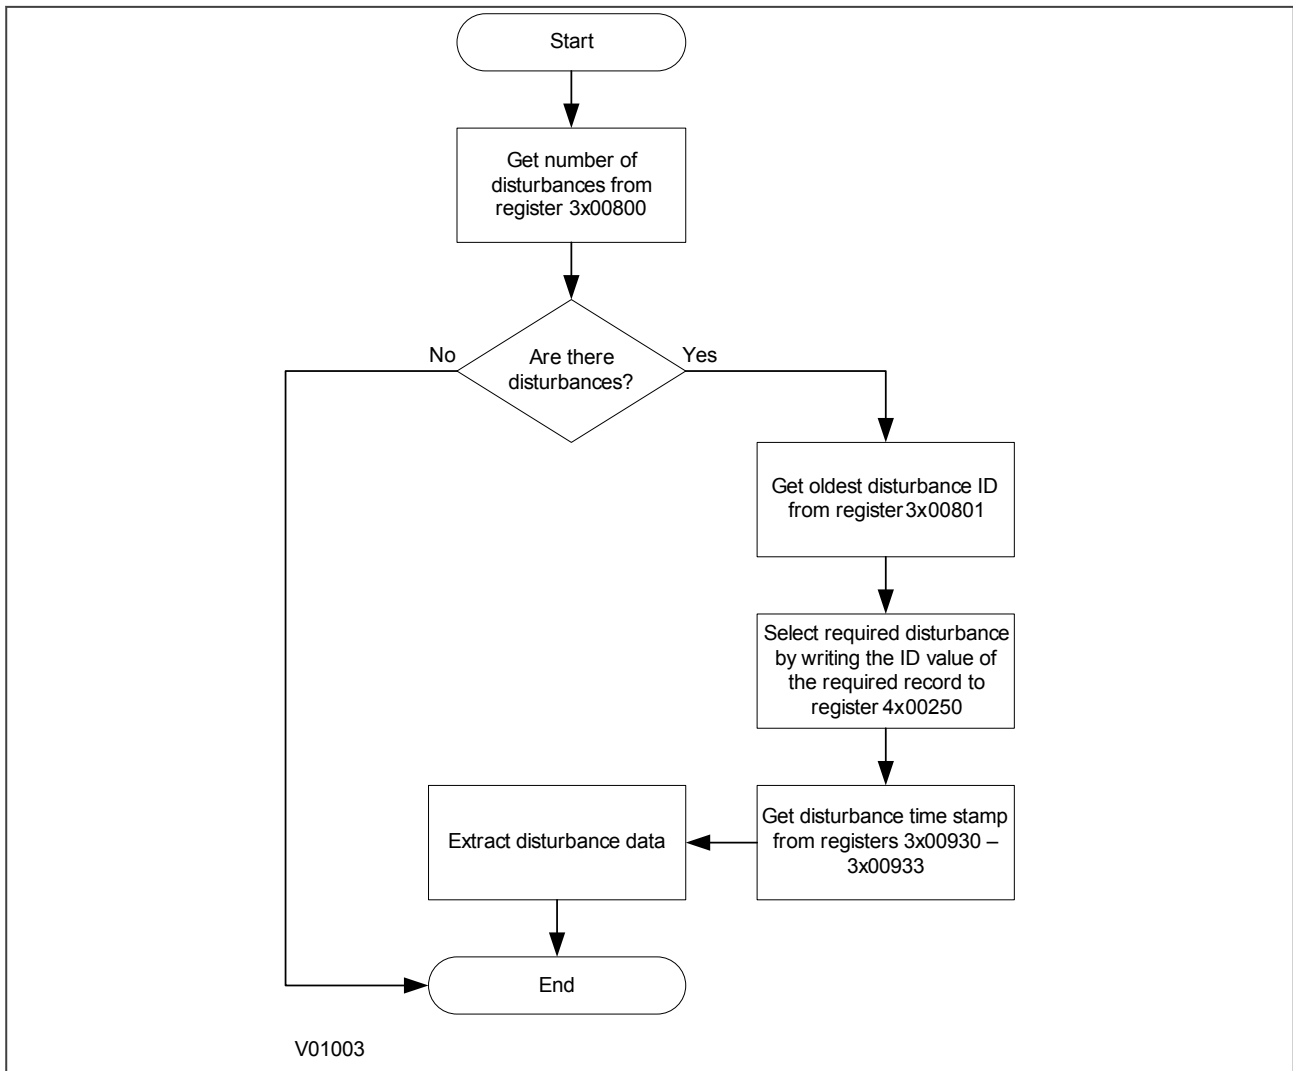 Start
Get number of
disturbances from
register 3x00800
Are there
disturbances?
No
Yes
Get oldest disturbance ID
from register 3x00801
Select required disturbance
by writing the ID value of
the required record to
register 4x00250
Get disturbance time stamp
from registers 3x00930 –
3x00933
Extract disturbance data
End
V01003